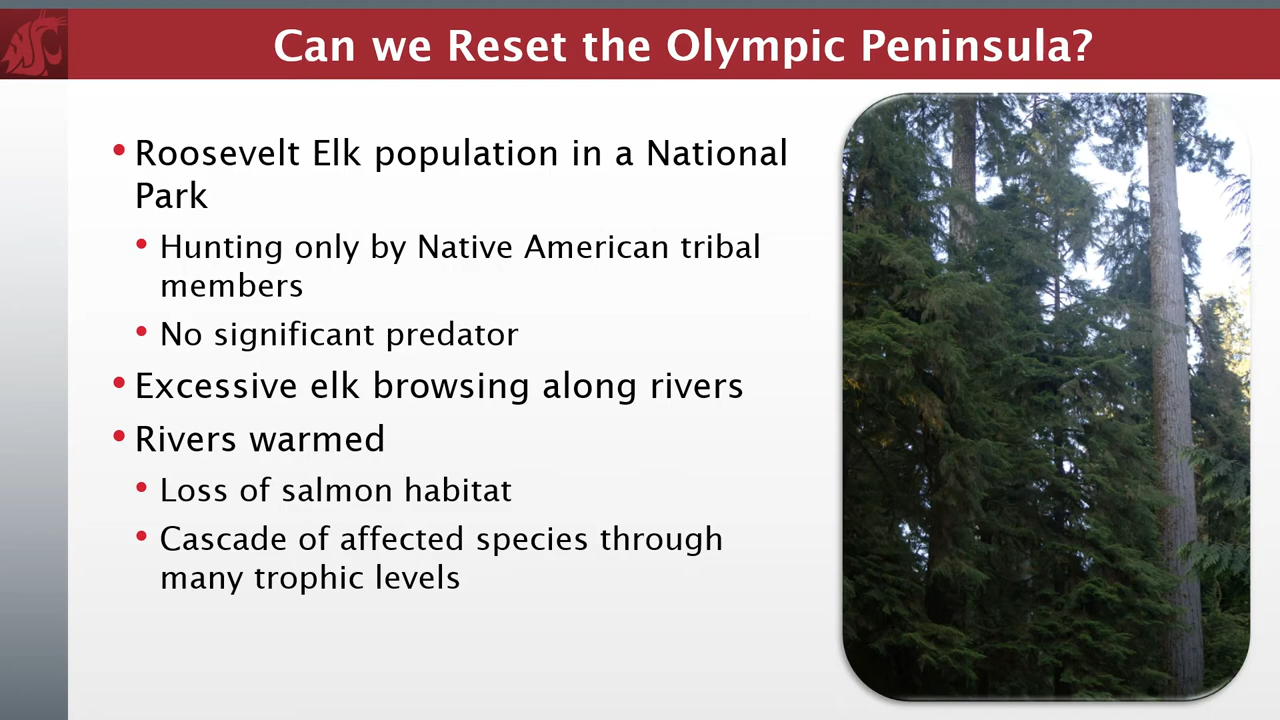 Can we Reset the Olympic Peninsula?
• Roosevelt Elk population in a National
Park
• Hunting only by Native American tribal
members
• No significant predator
• Excessive elk browsing along rivers
• Rivers warmed
• Loss of salmon habitat
• Cascade of affected species through
many trophic levels